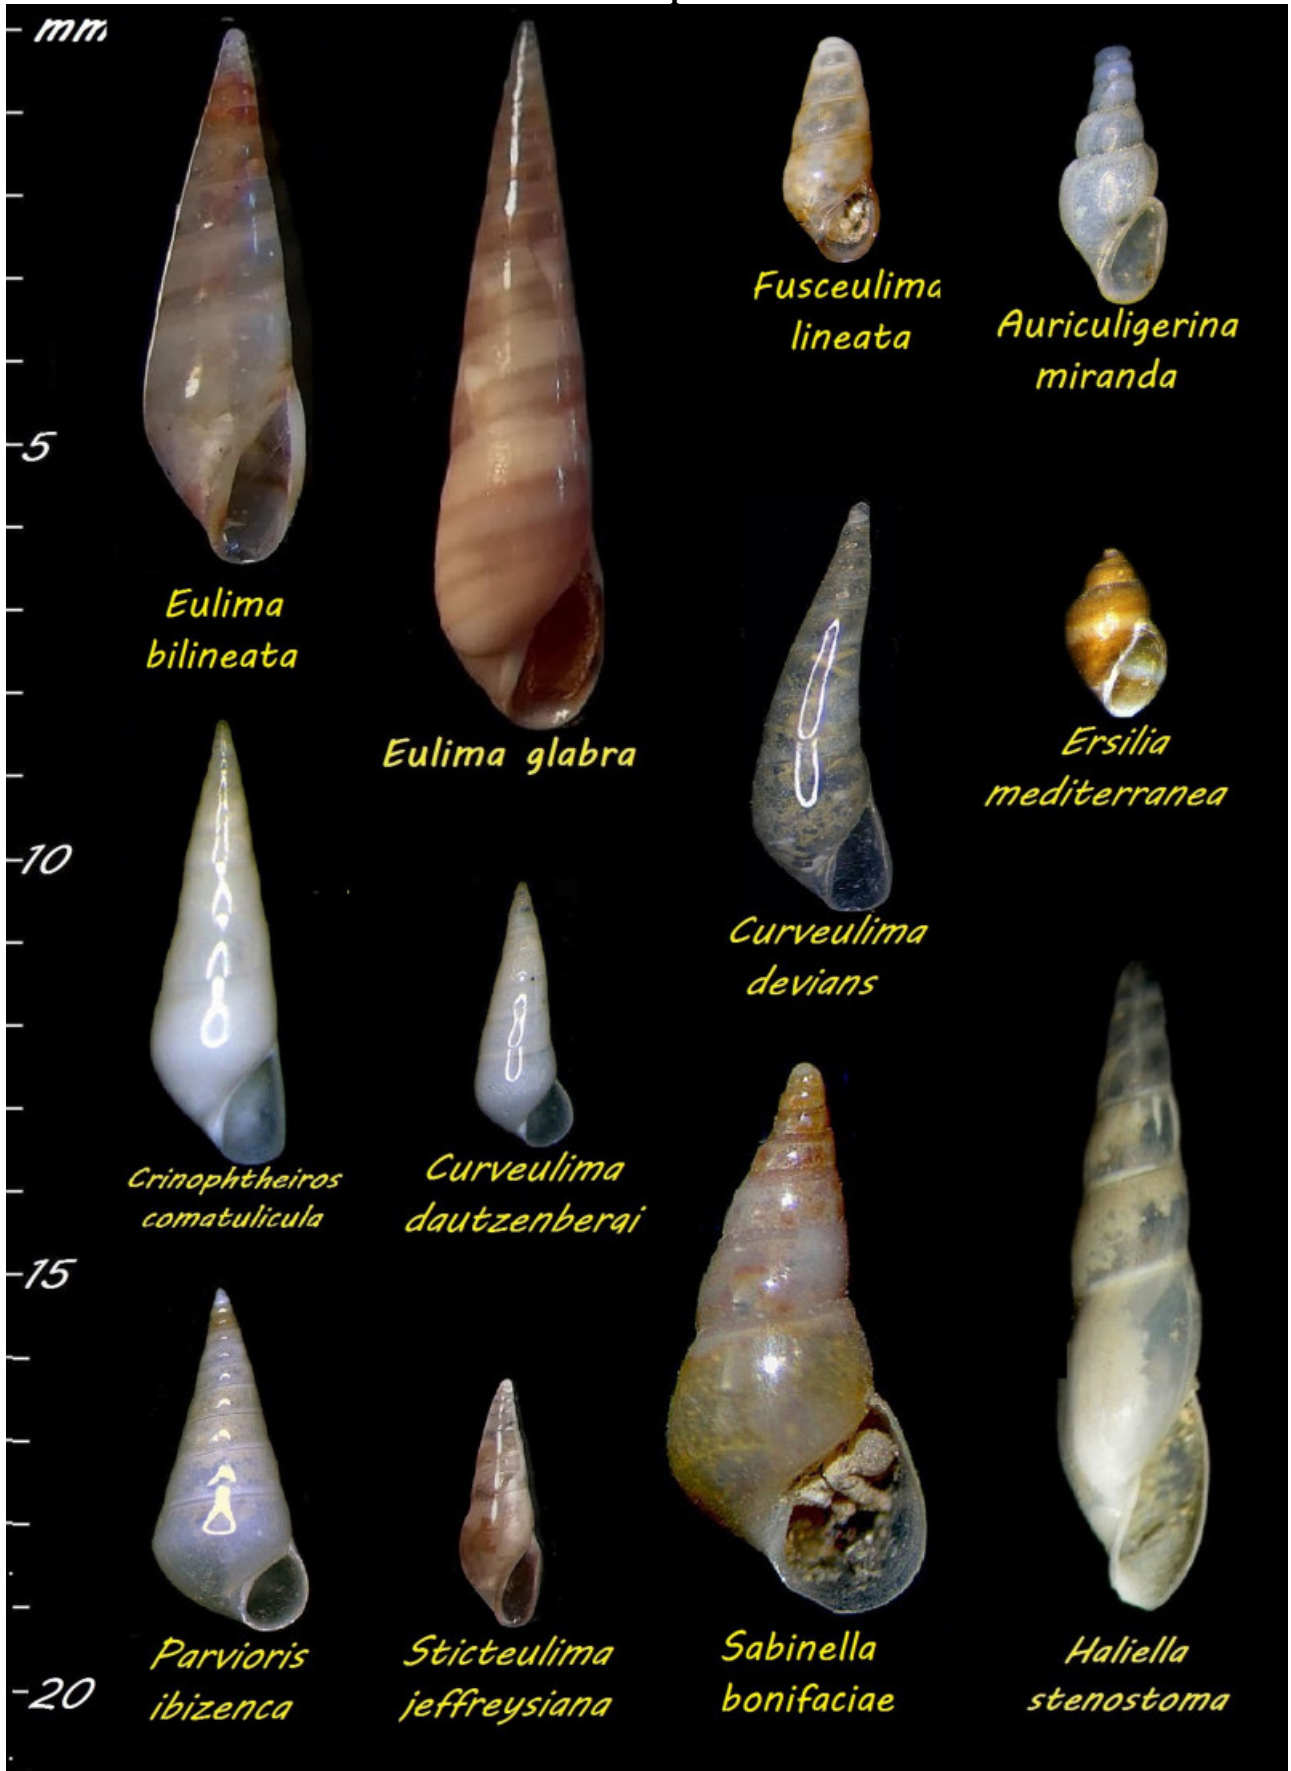 mm
Fusceulima
lineata
Auriculigerina
miranda
5
Eulima
bilineata
Eulima glabra
Ersilia
mediterranea
10
Curveulima
devians
Crinophtheiros
comatulicula
Curveulima
dautzenbergi
15
Parvioris
ibizenca
Sticteulima
jeffreysiana
Sabinella
bonifaciae
Haliella
stenostoma
20